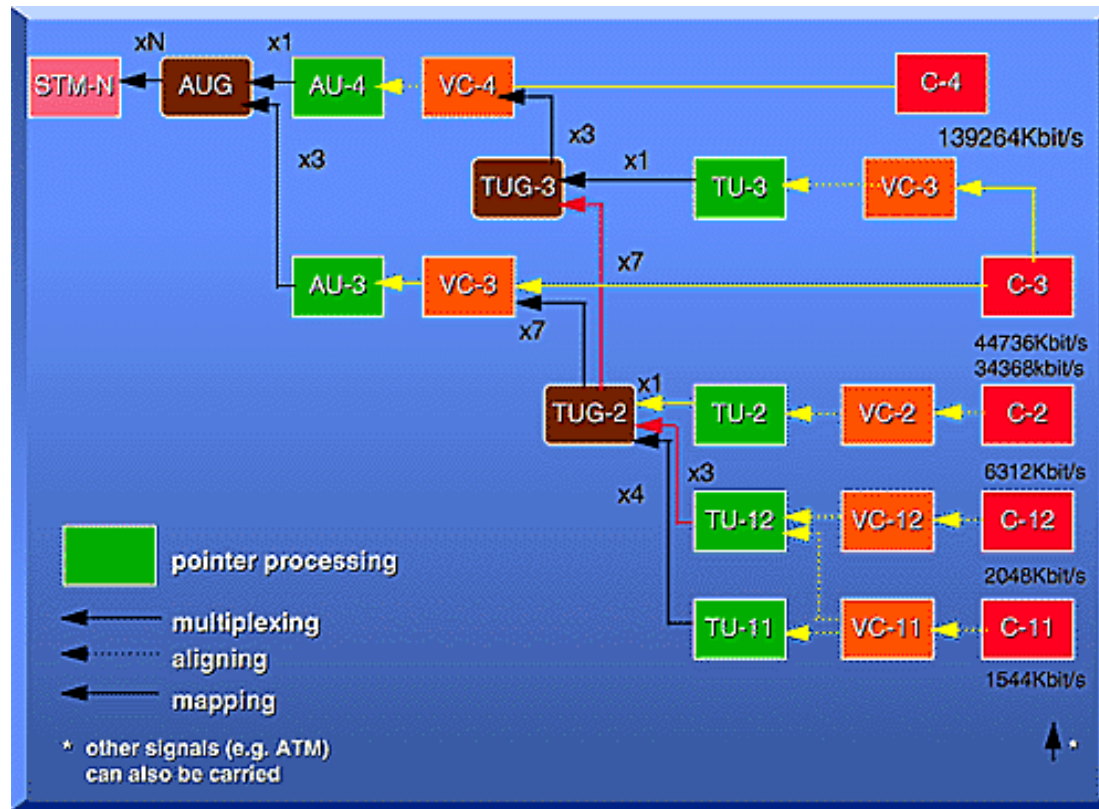 xN
x1
STM-N
AUG
AU-4
VC-4
C-4
139264Kbit/s
x3
x3
x1
TUG-3
TU-3
VC-3
x7
AU-3
VC-3
C-3
x7
44736Kbit/s
34368kbit/s
x1
TUG-2
TU-2
VC-2
C-2
6312Kbit/s
x3
x4
TU-12
VC-12
C-12
2048Kbit/s
TU-11
VC-11
C-11
1544Kbit/s
pointer processing
multiplexing
aligning
mapping
* other signals (e.g. ATM)
can also be carried
*